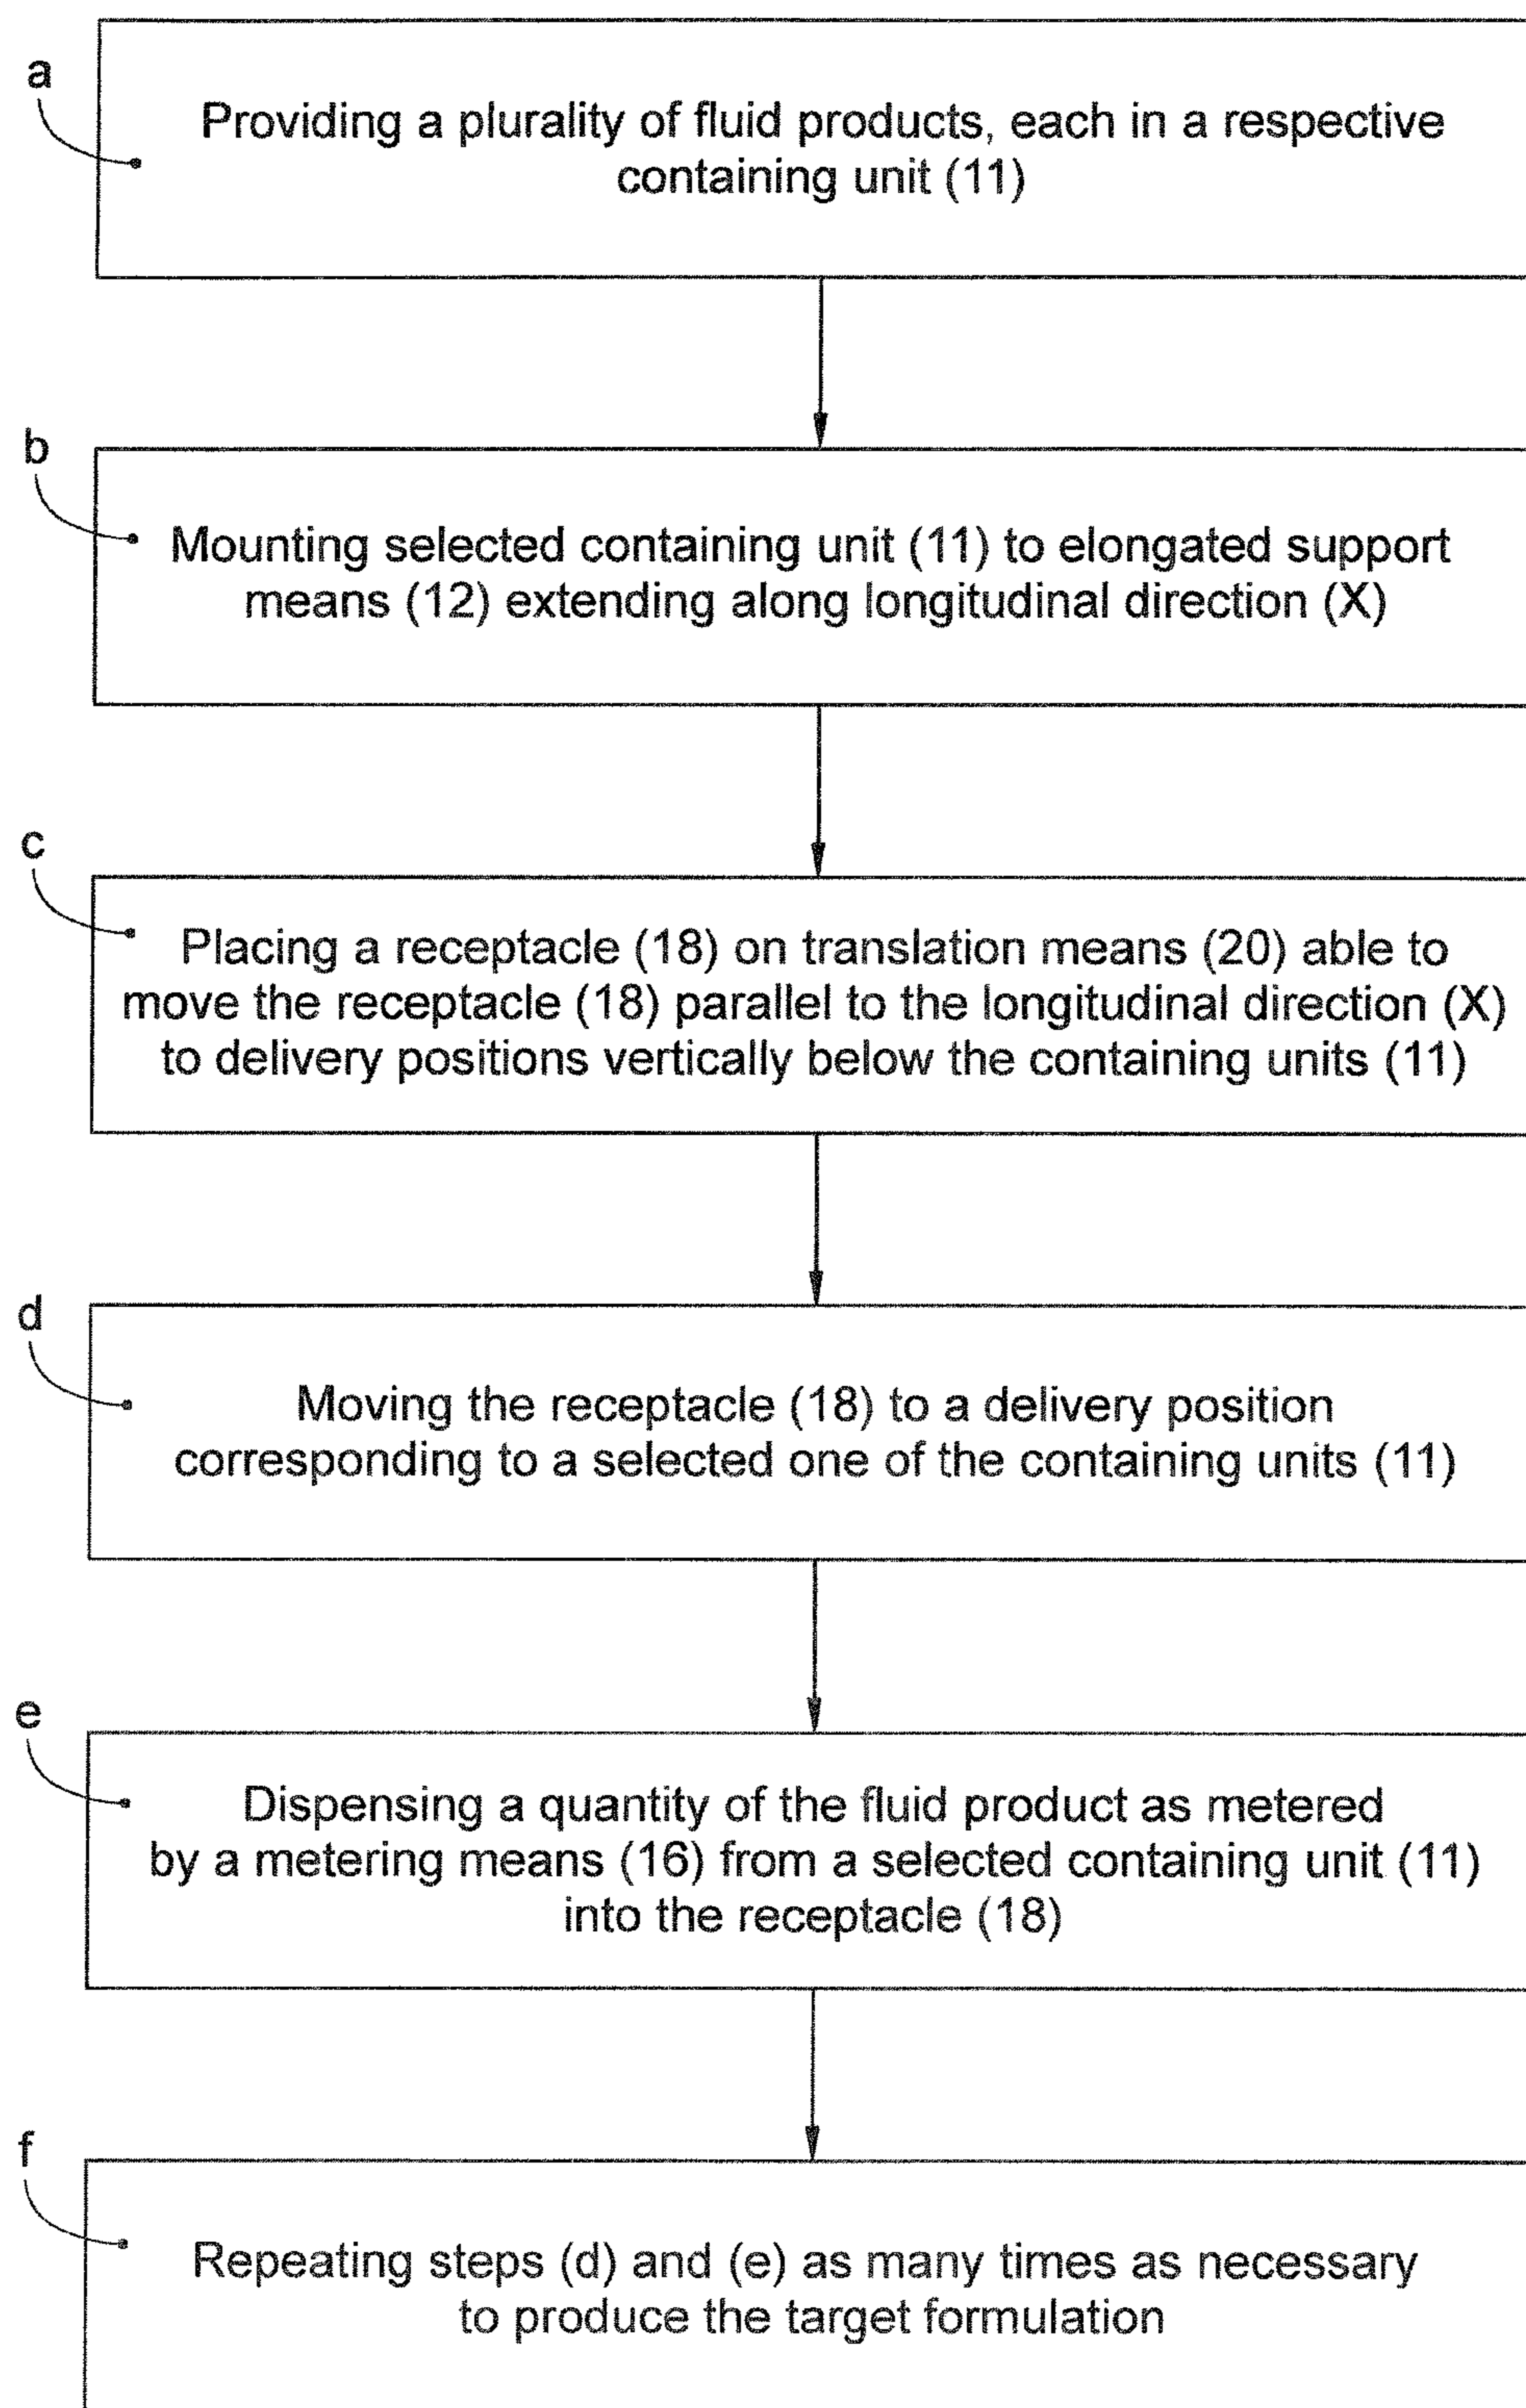 a
Providing a plurality of fluid products, each in a respective
containing unit (11)
b
Mounting selected containing unit (11) to elongated support
means (12) extending along longitudinal direction (X)
c
Placing a receptacle (18) on translation means (20) able to
move the receptacle (18) parallel to the longitudinal direction (X)
to delivery positions vertically below the containing units (11)
d
Moving the receptacle (18) to a delivery position
corresponding to a selected one of the containing units (11)
e
Dispensing a quantity of the fluid product as metered
by a metering means (16) from a selected containing unit (11)
into the receptacle (18)
f
Repeating steps (d) and (e) as many times as necessary
to produce the target formulation